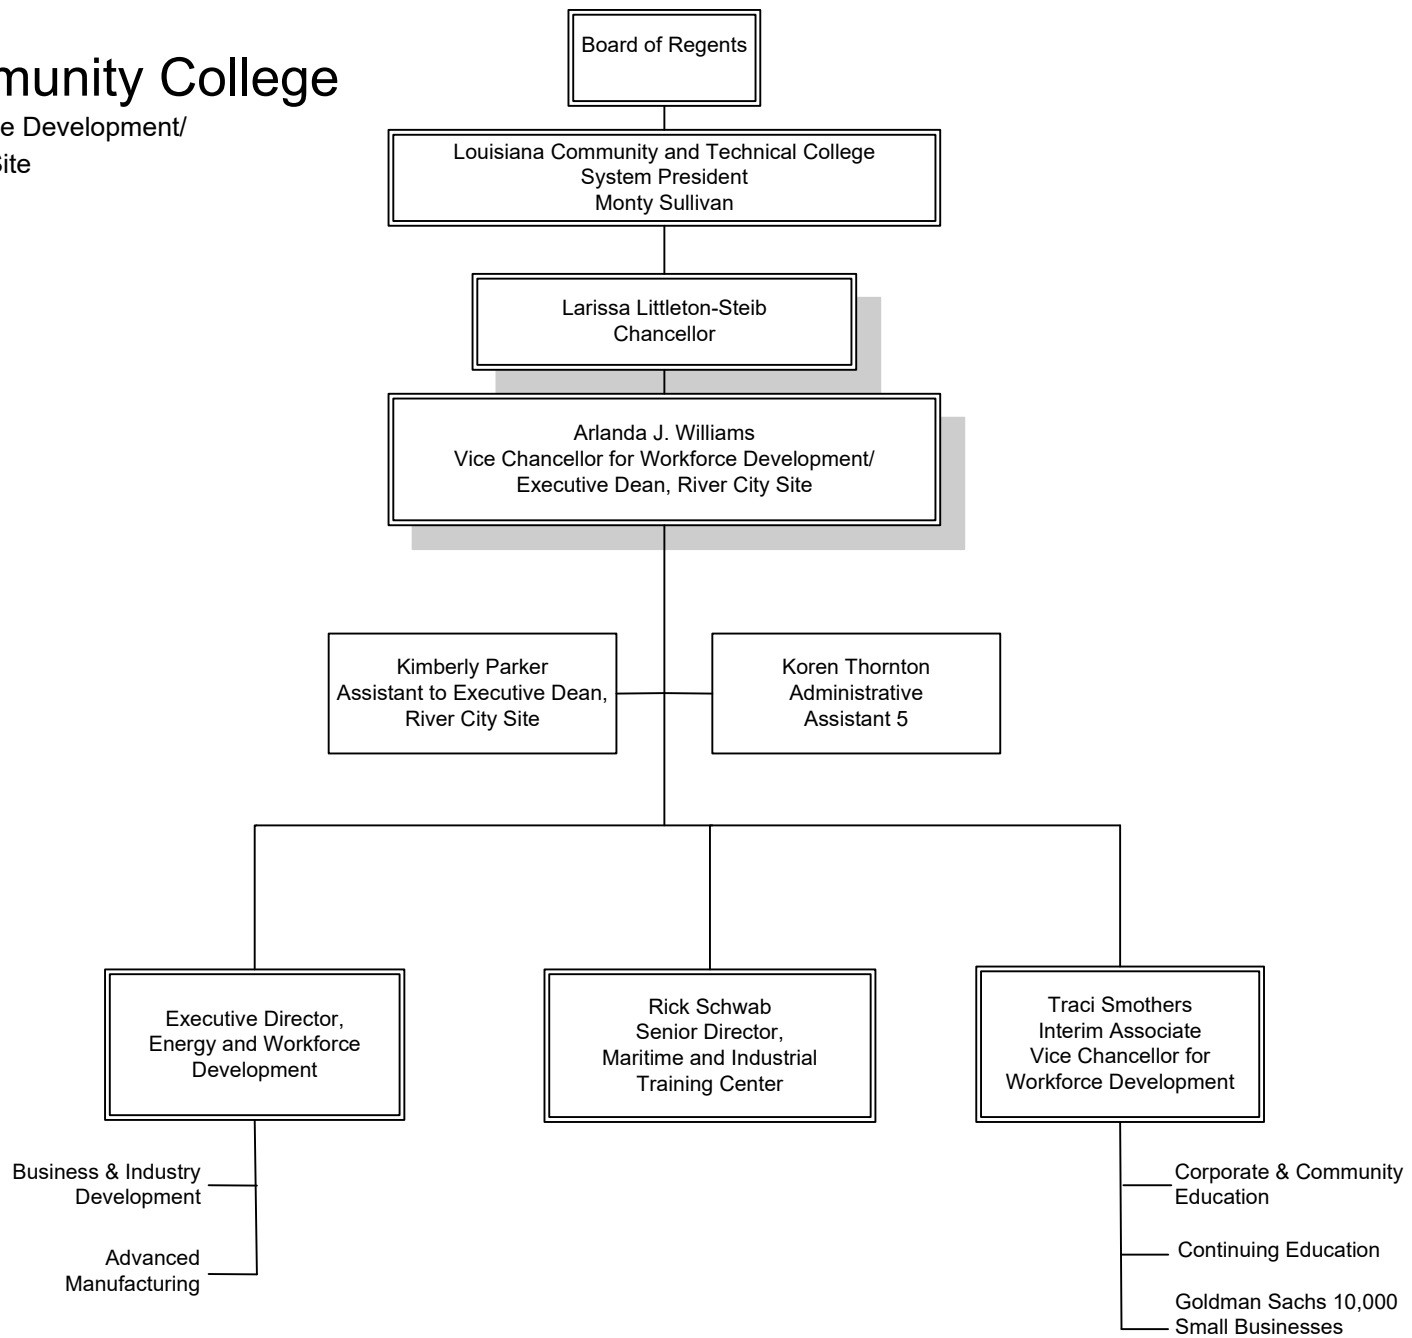 munity College
e Development/
Site
Board of Regents
Louisiana Community and Technical College
System President
Monty Sullivan
Larissa Littleton-Steib
Chancellor
Arlanda J. Williams
Vice Chancellor for Workforce Development/
Executive Dean, River City Site
Kimberly Parker
Assistant to Executive Dean,
River City Site
Koren Thornton
Administrative
Assistant 5
Executive Director,
Energy and Workforce
Development
Rick Schwab
Senior Director,
Maritime and Industrial
Training Center
Traci Smothers
Interim Associate
Vice Chancellor for
Workforce Development
Business & Industry
Development
Advanced
Manufacturing
Corporate & Community
Education
Continuing Education
Goldman Sachs 10,000
Small Businesses